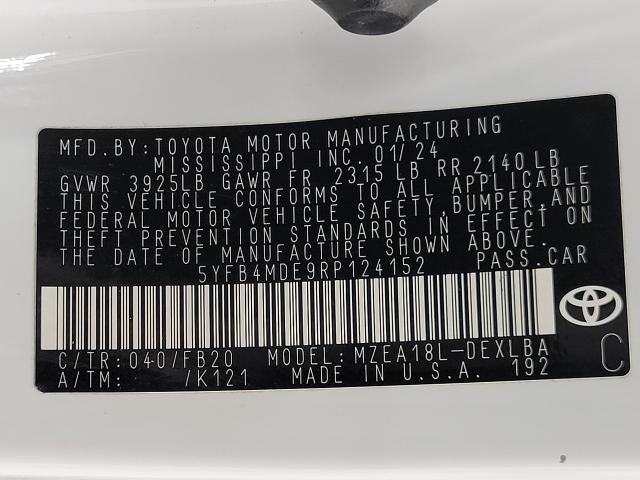 MFD. BY: TOYOTA MOTOR MANUFACTURING
MISSISSIPPI INC. 01/24
GVWR 3925LB GAWR FR 2315 LB RR 2140 LB
THIS VEHICLE CONFORMS TO ALL APPLICABLE
FEDERAL MOTOR VEHICLE SAFETY, BUMPER, AND
THEFT PREVENTION STANDARDS IN EFFECT ON
THE DATE OF MANUFACTURE SHOWN ABOVE.
5YFB4MDE9RP124152 PASS. CAR
C/TR: 040/FB20 MODEL: MZEA18L-DEXLBA
A/TM: /K121 MADE IN U.S.A. 192
C